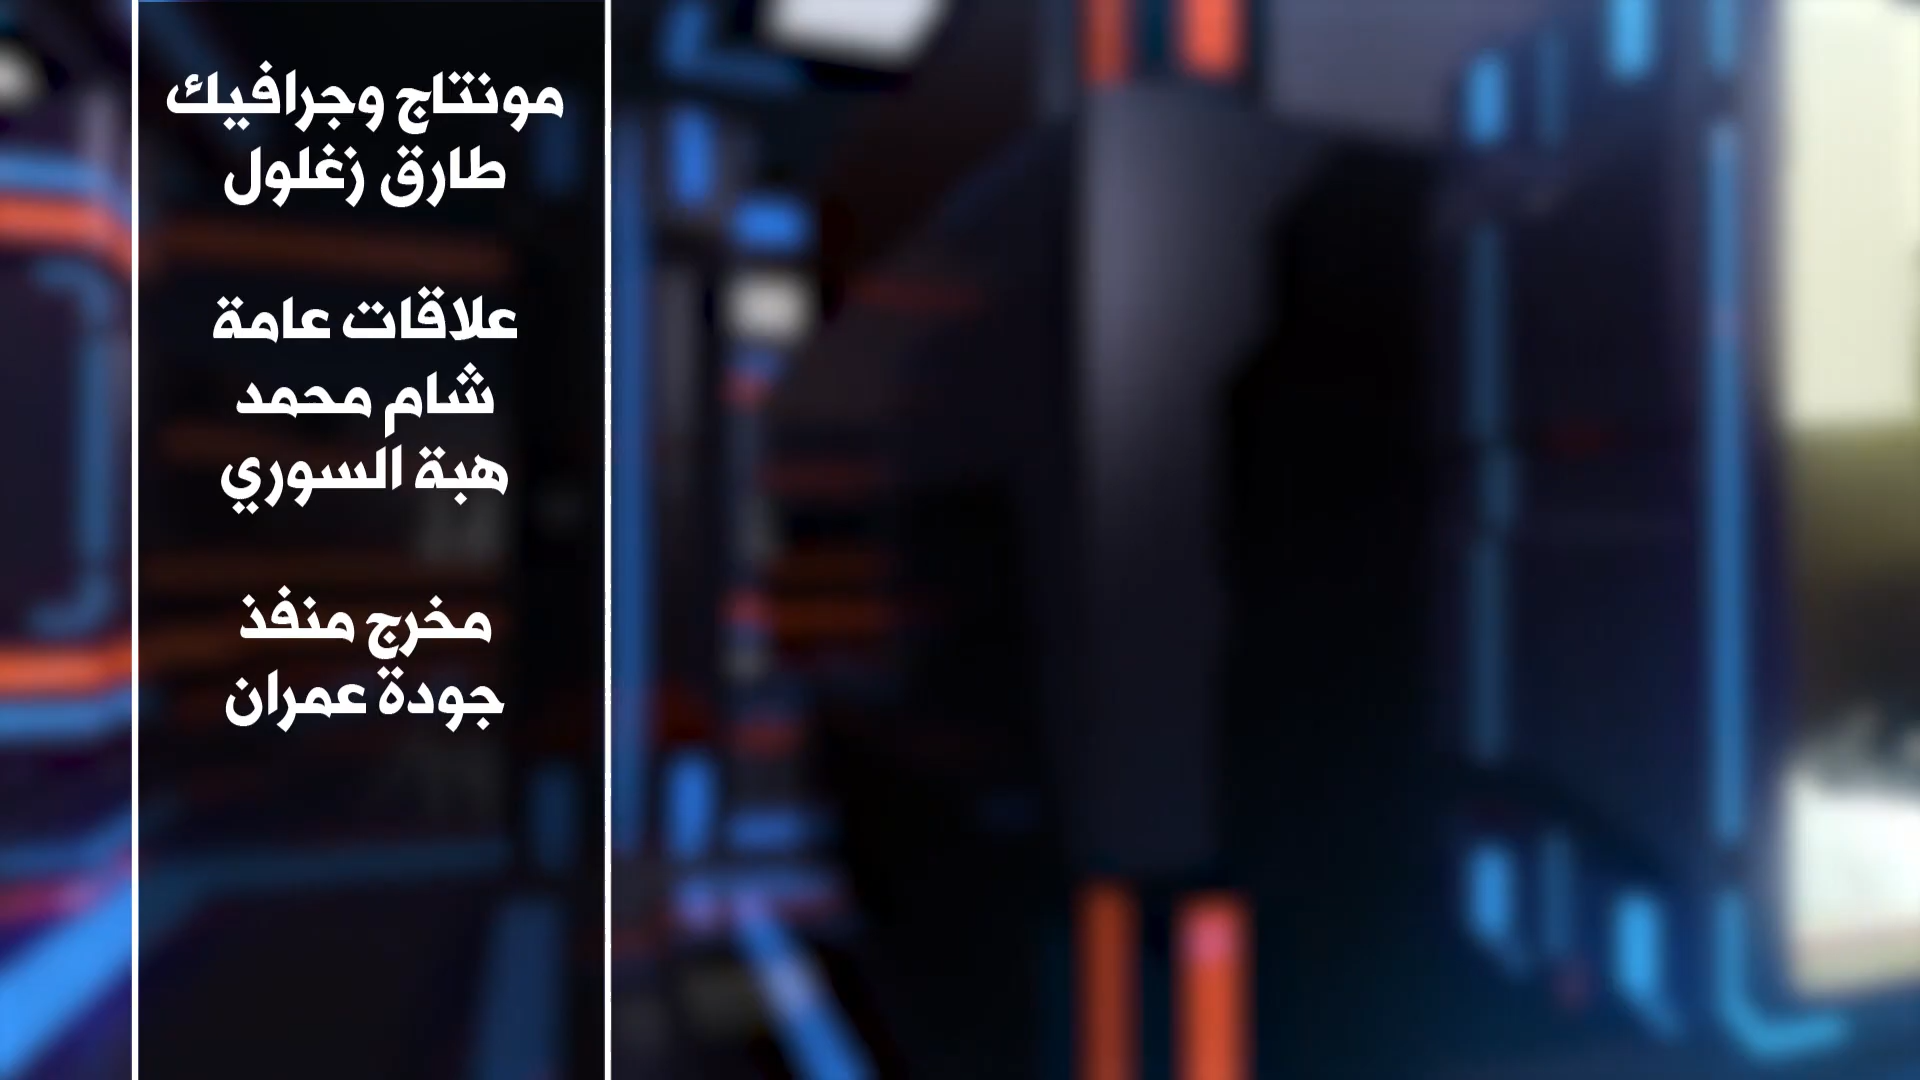 مونتاج وجرافيك
طارق زغلول
علاقات عامة
شام محمد
هبة السوري
مخرج منفذ
جودة عمران